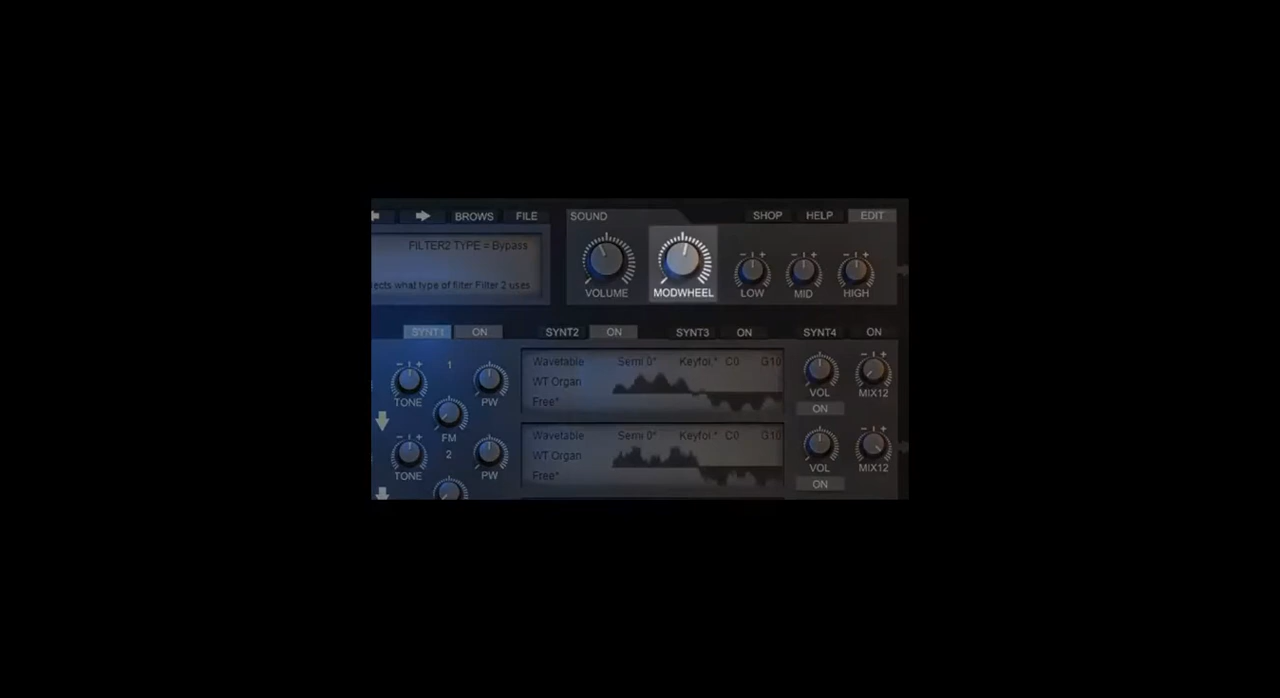 BROWS FILE SOUND SHOP HELP EDIT
FILTER2 TYPE = Bypass
ects what type of filter Filter 2 uses
VOLUME MODWHEEL LOW MID HIGH
SYNT1 ON SYNT2 ON SYNT3 ON SYNT4 ON
1
TONE PW
Wavetable Semi 0* Keyfol.* C0 G10
WT Organ
Free*
VOL MIX12
ON
FM
2
TONE PW
Wavetable Semi 0* Keyfol.* C0 G10
WT Organ
Free*
VOL MIX12
ON